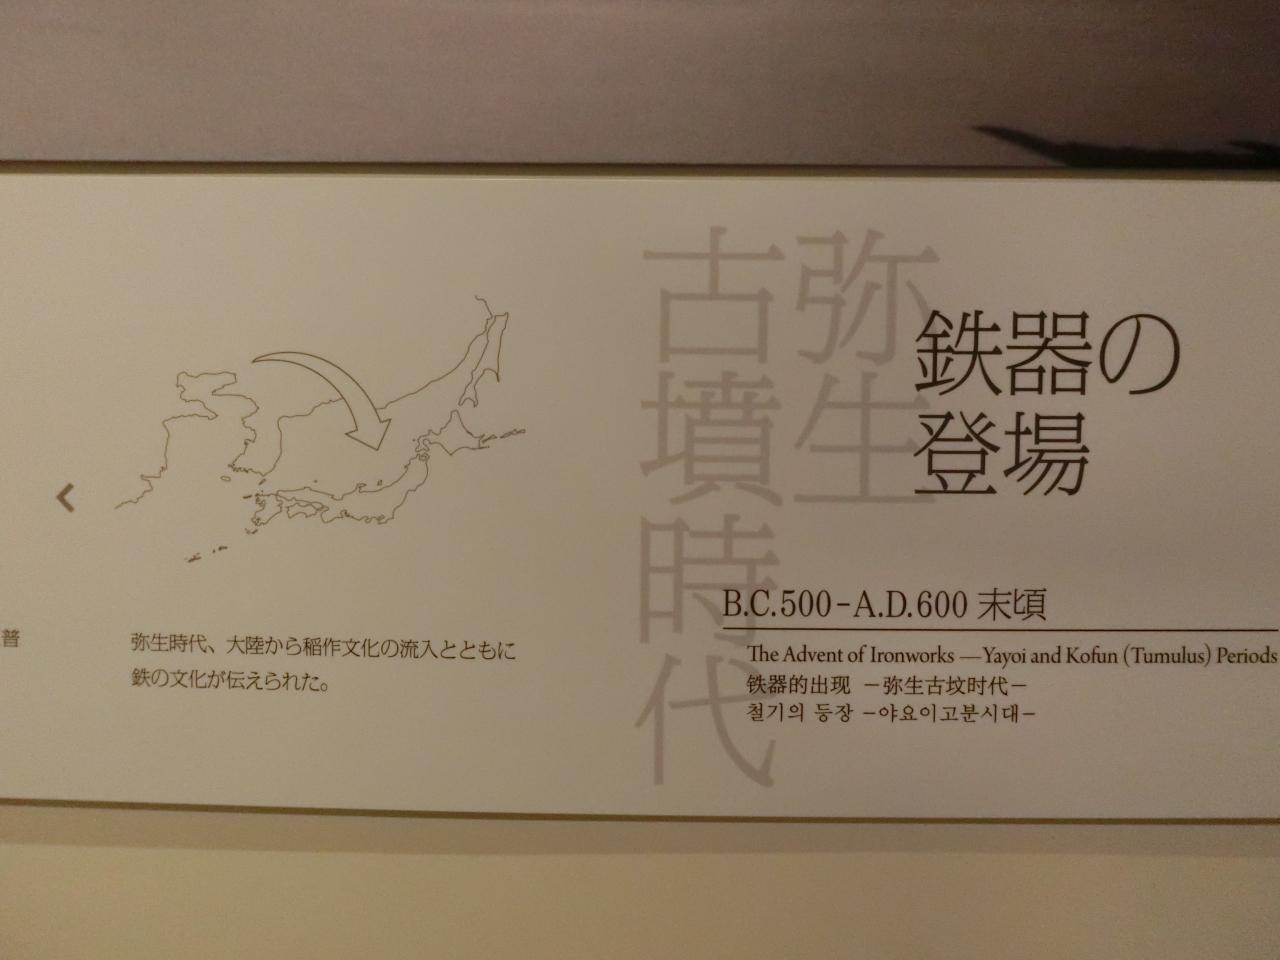 普
弥生時代、大陸から稲作文化の流入とともに
鉄の文化が伝えられた。
弥生
古墳時代
鉄器の
登場
B.C.500-A.D.600 末頃
The Advent of Ironworks —Yayoi and Kofun (Tumulus) Periods
铁器的出现 －弥生古坟时代－
철기의 등장 －야요이고분시대－